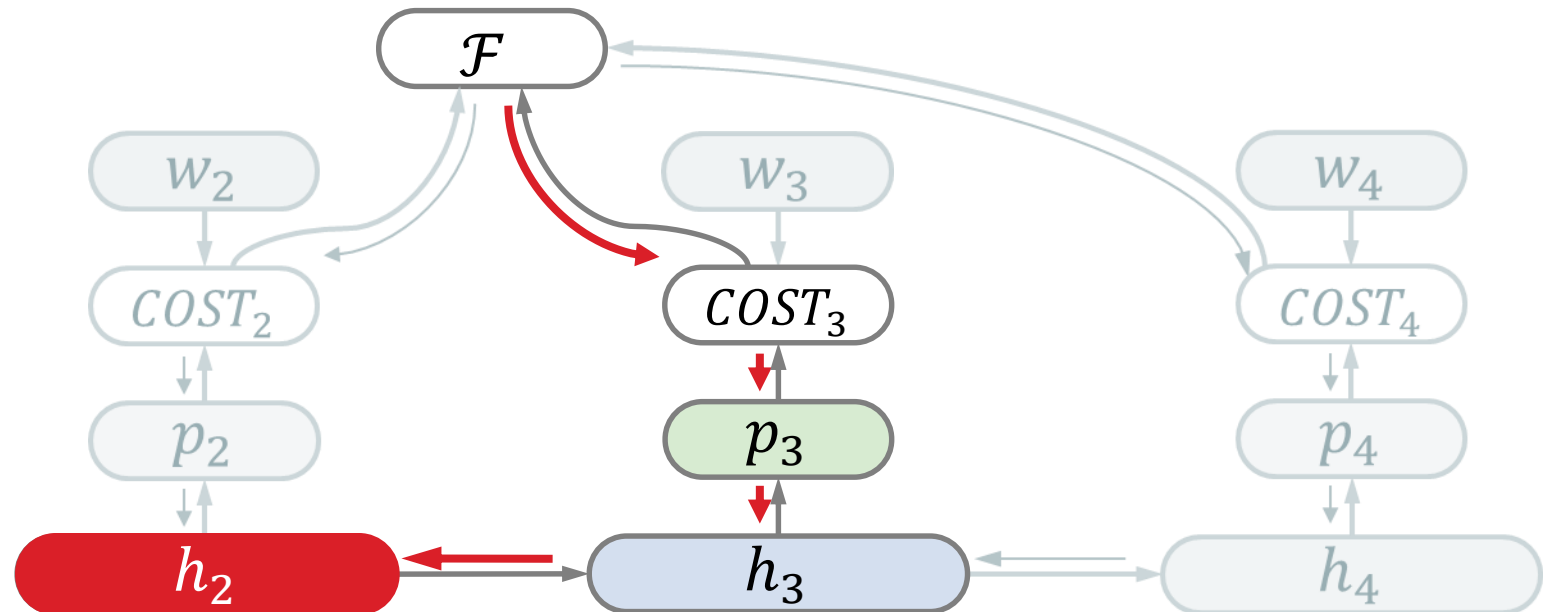 ℱ
w₂ w₃ w₄
COST₂ COST₃ COST₄
p₂ p₃ p₄
h₂ h₃ h₄